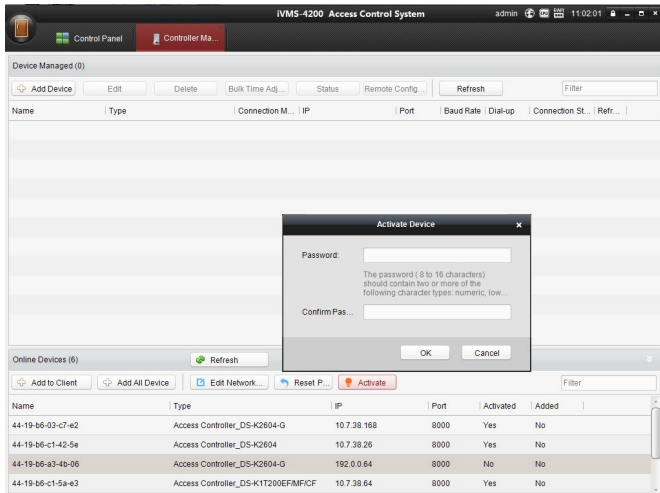 iVMS-4200 Access Control System
admin
11:02:01
Control Panel
Controller Ma...
Device Managed (0)
Add Device Edit Delete Bulk Time Adj... Status Remote Config... Refresh Filter
Name Type Connection M... IP Port Baud Rate Dial-up Connection St... Refr...
Activate Device
Password:
The password ( 8 to 16 characters)
should contain two or more of the
following character types: numeric, low...
Confirm Pas...
OK Cancel
Online Devices (6) Refresh
Add to Client Add All Device Edit Network... Reset P... Activate Filter
Name Type IP Port Activated Added
44-19-b6-03-c7-e2 Access Controller_DS-K2604-G 10.7.38.168 8000 Yes No
44-19-b6-c1-42-5e Access Controller_DS-K2604 10.7.38.26 8000 Yes No
44-19-b6-a3-4b-06 Access Controller_DS-K2604-G 192.0.0.64 8000 No No
44-19-b6-c1-5a-e3 Access Controller_DS-K1T200EF/MF/CF 10.7.38.64 8000 Yes No